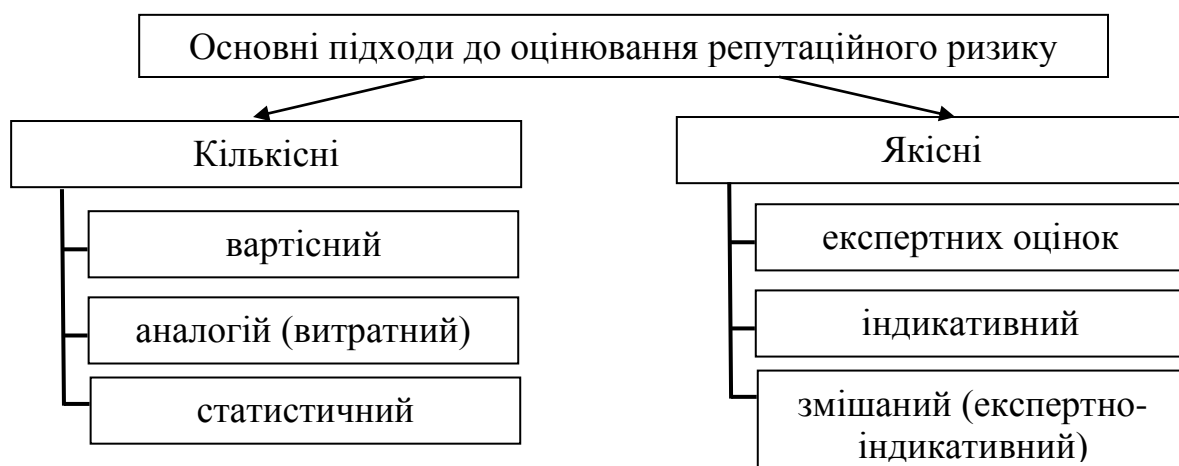 Основні підходи до оцінювання репутаційного ризику
Кількісні
вартісний
аналогій (витратний)
статистичний
Якісні
експертних оцінок
індикативний
змішаний (експертно-
індикативний)